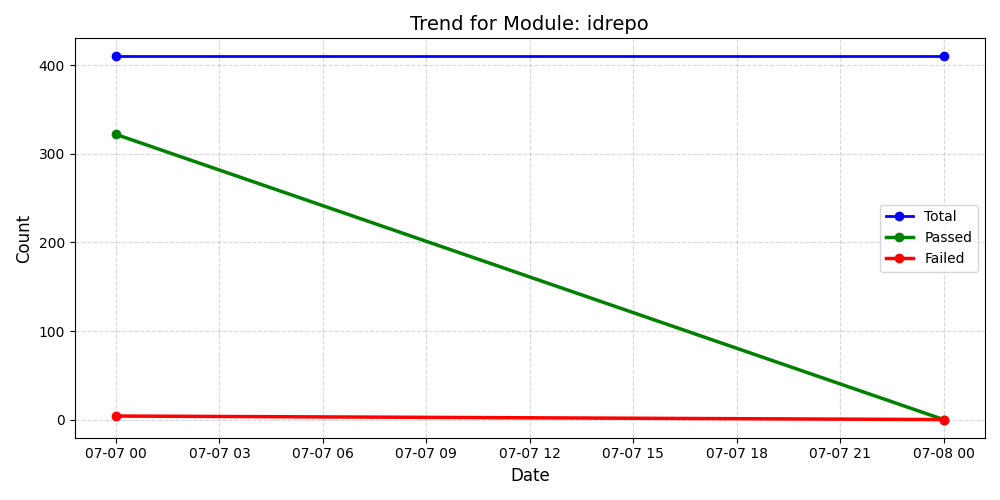 Trend for Module: idrepo
Count
400
300
200
100
0
Total
Passed
Failed
07-07 00 07-07 03 07-07 06 07-07 09 07-07 12 07-07 15 07-07 18 07-07 21 07-08 00
Date